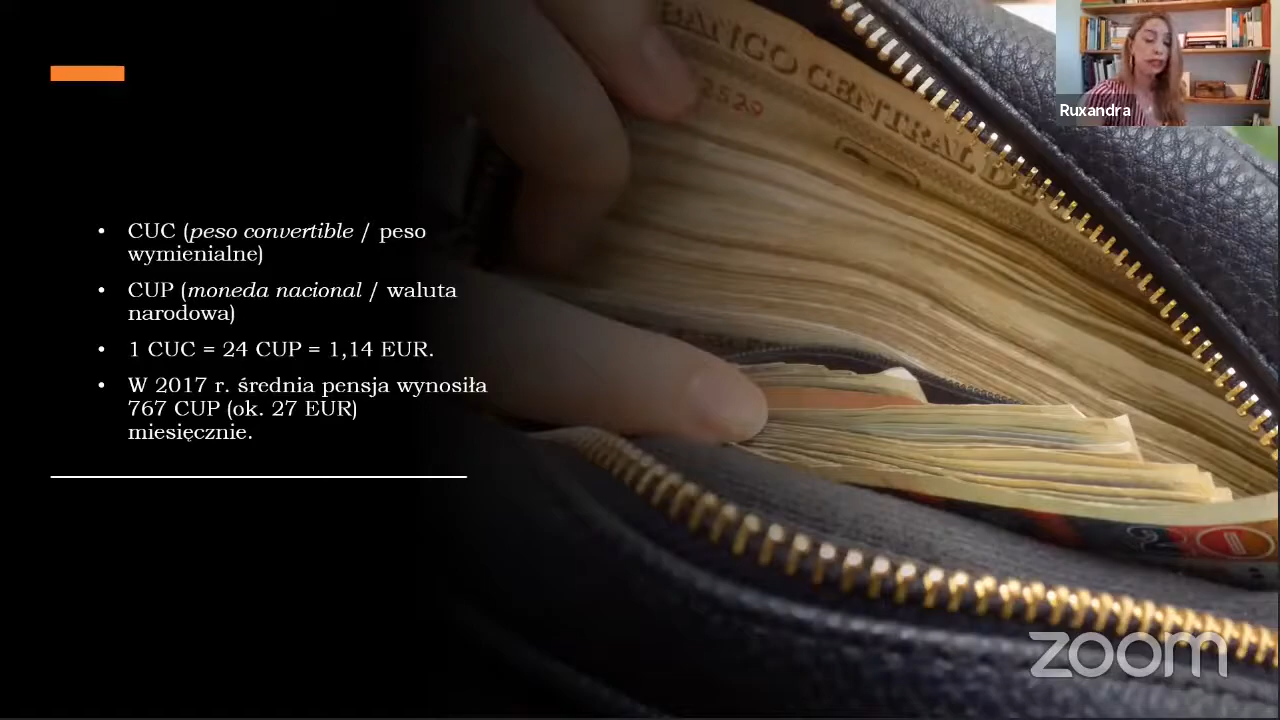 BANCO CENTRAL DE
2529
Ruxandra
• CUC (peso convertible / peso
wymienialne)
• CUP (moneda nacional / waluta
narodowa)
• 1 CUC = 24 CUP = 1,14 EUR.
• W 2017 r. średnia pensja wynosiła
767 CUP (ok. 27 EUR)
miesięcznie.
zoom